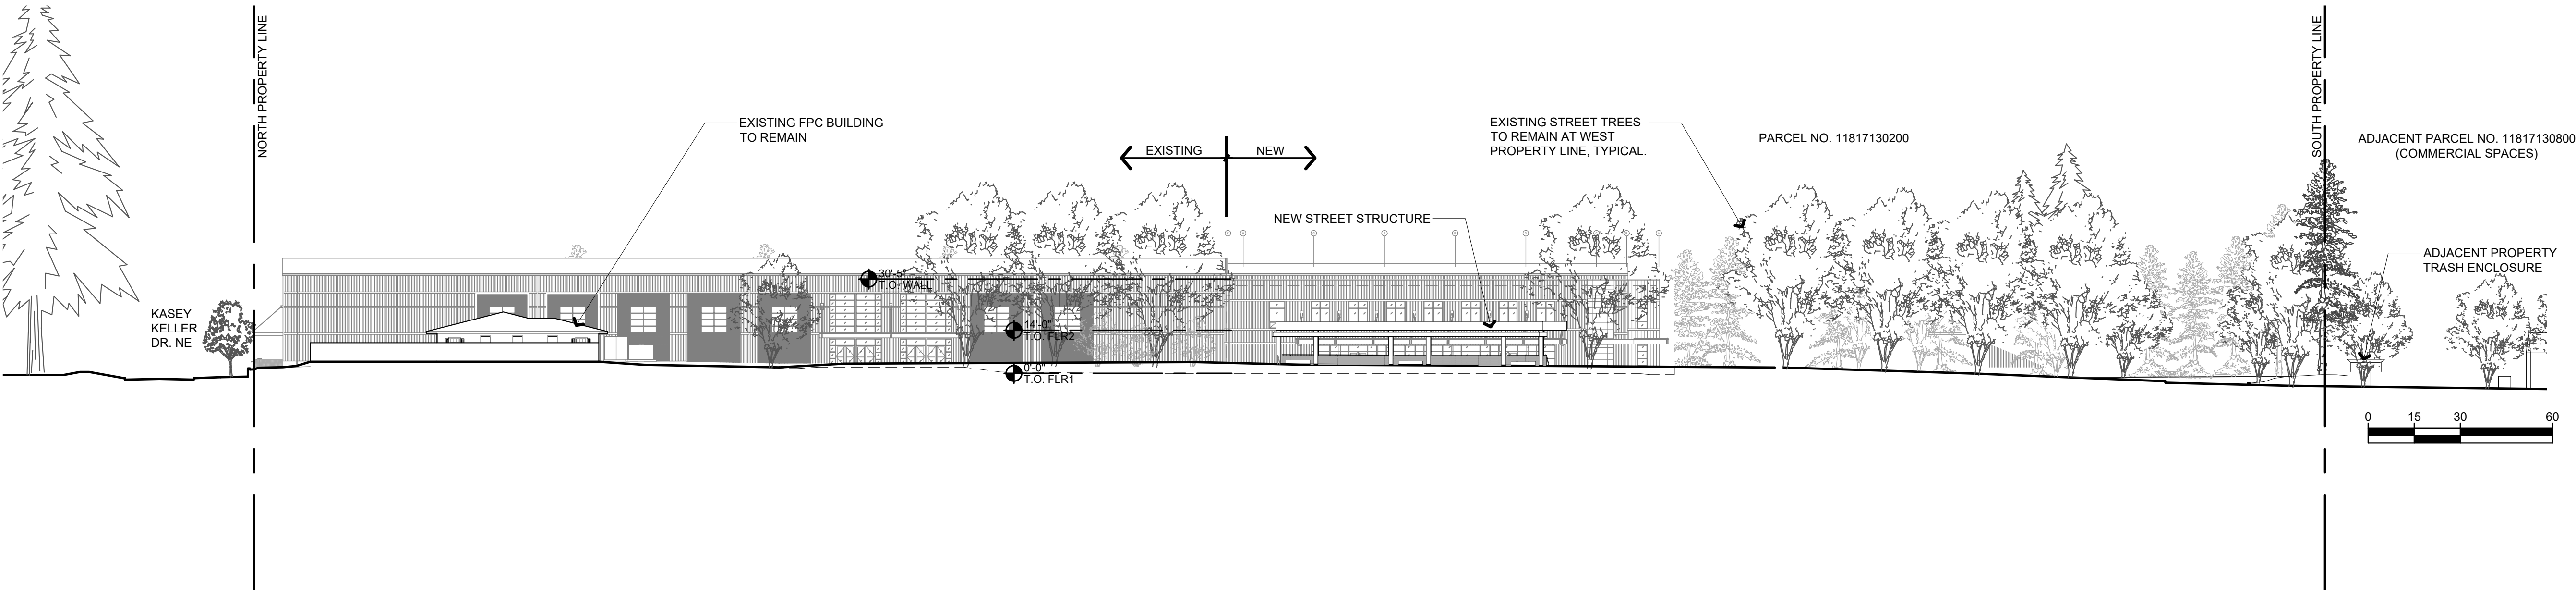 NORTH PROPERTY LINE
SOUTH PROPERTY LINE
EXISTING FPC BUILDING
TO REMAIN
EXISTING
NEW
EXISTING STREET TREES
TO REMAIN AT WEST
PROPERTY LINE, TYPICAL.
PARCEL NO. 11817130200
ADJACENT PARCEL NO. 11817130800
(COMMERCIAL SPACES)
NEW STREET STRUCTURE
ADJACENT PROPERTY
TRASH ENCLOSURE
30'-5"
T.O. WALL
KASEY
KELLER
DR. NE
14'-0"
T.O. FLR2
0'-0"
T.O. FLR1
0 15 30 60